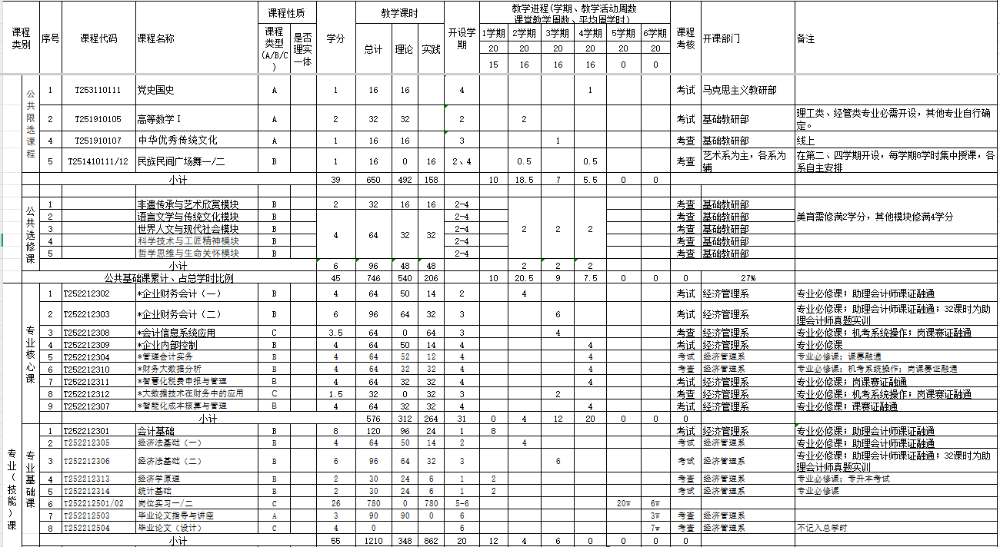 课程类别 序号 课程代码 课程名称 课程性质 学分 教学课时 开设学期 教学进程(学期、教学活动周数 课程考核 开课部门 备注
课堂教学周数、平均周学时)
课程类型(A/B/C) 是否理实一体 总计 理论 实践 1学期 2学期 3学期 4学期 5学期 6学期
20 20 20 20 20 20
15 16 16 16 0 0
公共限选课程
1 T253110111 党史国史 A 1 16 16 4 1 考试 马克思主义教研部
2 T251910105 高等数学Ⅰ A 2 32 32 2 2 考试 基础教研部 理工类、经管类专业必需开设，其他专业自行确定。
4 T251910107 中华优秀传统文化 A 1 16 16 3 1 考查 基础教研部 线上
5 T251410111/12 民族民间广场舞一/二 B 1 16 0 16 2、4 0.5 0.5 考查 艺术系为主，各系为辅 在第二、四学期开设，每学期8学时集中授课，各系自主安排
小计 39 650 492 158 10 18.5 7 5.5 0 0
公共选修课
1 非遗传承与艺术欣赏模块 B 2 32 16 16 2-4 考查 基础教研部
2 语言文学与传统文化模块 B 2-4 考查 基础教研部 美育需修满2学分，其他模块修满4学分
3 世界人文与现代社会模块 B 4 64 32 32 2-4 2 2 2 考查 基础教研部
4 科学技术与工匠精神模块 B 2-4 考查 基础教研部
5 哲学思维与生命关怀模块 B 2-4 考查 基础教研部
小计 6 96 48 48 2 2 2
公共基础课累计、占总学时比例 45 746 540 206 10 20.5 9 7.5 0 0 0 27%
专业核心课
1 T252212302 *企业财务会计（一） B 4 64 50 14 2 4 考试 经济管理系 专业必修课；助理会计师课证融通
2 T252212303 *企业财务会计（二） B 6 96 64 32 3 6 考试 经济管理系 专业必修课；助理会计师课证融通；32课时为助理会计师真题实训
3 T252212308 *会计信息系统应用 C 3.5 64 0 64 3 4 考查 经济管理系 专业必修课；机考系统操作；岗课赛证融通
4 T252212309 *企业内部控制 B 4 64 50 14 4 4 考试 经济管理系 专业必修课
5 T252212304 *管理会计实务 B 4 64 52 12 4 4 考试 经济管理系 专业必修课；课赛融通
6 T252212310 *财务大数据分析 B 4 64 32 32 4 4 考查 经济管理系 专业必修课；机考系统操作；岗课赛证融通
7 T252212311 *智慧化税费申报与管理 B 4 64 32 32 4 4 考试 经济管理系 专业必修课；岗课赛证融通
8 T252212312 *大数据技术在财务中的应用 C 1.5 32 0 32 3 2 考查 经济管理系 专业必修课；机考系统操作；岗课赛证融通
9 T252212307 *智能化成本核算与管理 B 4 64 32 32 4 4 考试 经济管理系 专业必修课；课赛证融通
小计 576 312 264 31 0 4 12 20 0 0 0
专业（技能）课
专业基础课
1 T252212301 会计基础 B 8 120 96 24 1 8 考试 经济管理系 专业必修课；助理会计师课证融通
2 T252212305 经济法基础（一） B 4 64 50 14 2 4 考试 经济管理系 专业必修课；助理会计师课证融通
3 T252212306 经济法基础（二） B 6 96 64 32 3 6 考试 经济管理系 专业必修课；助理会计师课证融通；32课时为助理会计师真题实训
4 T252212313 经济学原理 B 2 30 24 6 1 2 考查 经济管理系 专业必修课；专升本考试
5 T252212314 统计基础 B 2 30 24 6 1 2 考试 经济管理系 专业必修课
6 T252212501/02 岗位实习一/二 C 26 780 0 780 5-6 20W 6W
7 T252212503 毕业论文指导与讲座 A 3 90 90 0 6 3W 考查 经济管理系
8 T252212504 毕业论文（设计） C 4 0 6 7w 考查 经济管理系 不记入总学时
小计 55 1210 348 862 20 12 4 6 0 0 0 0